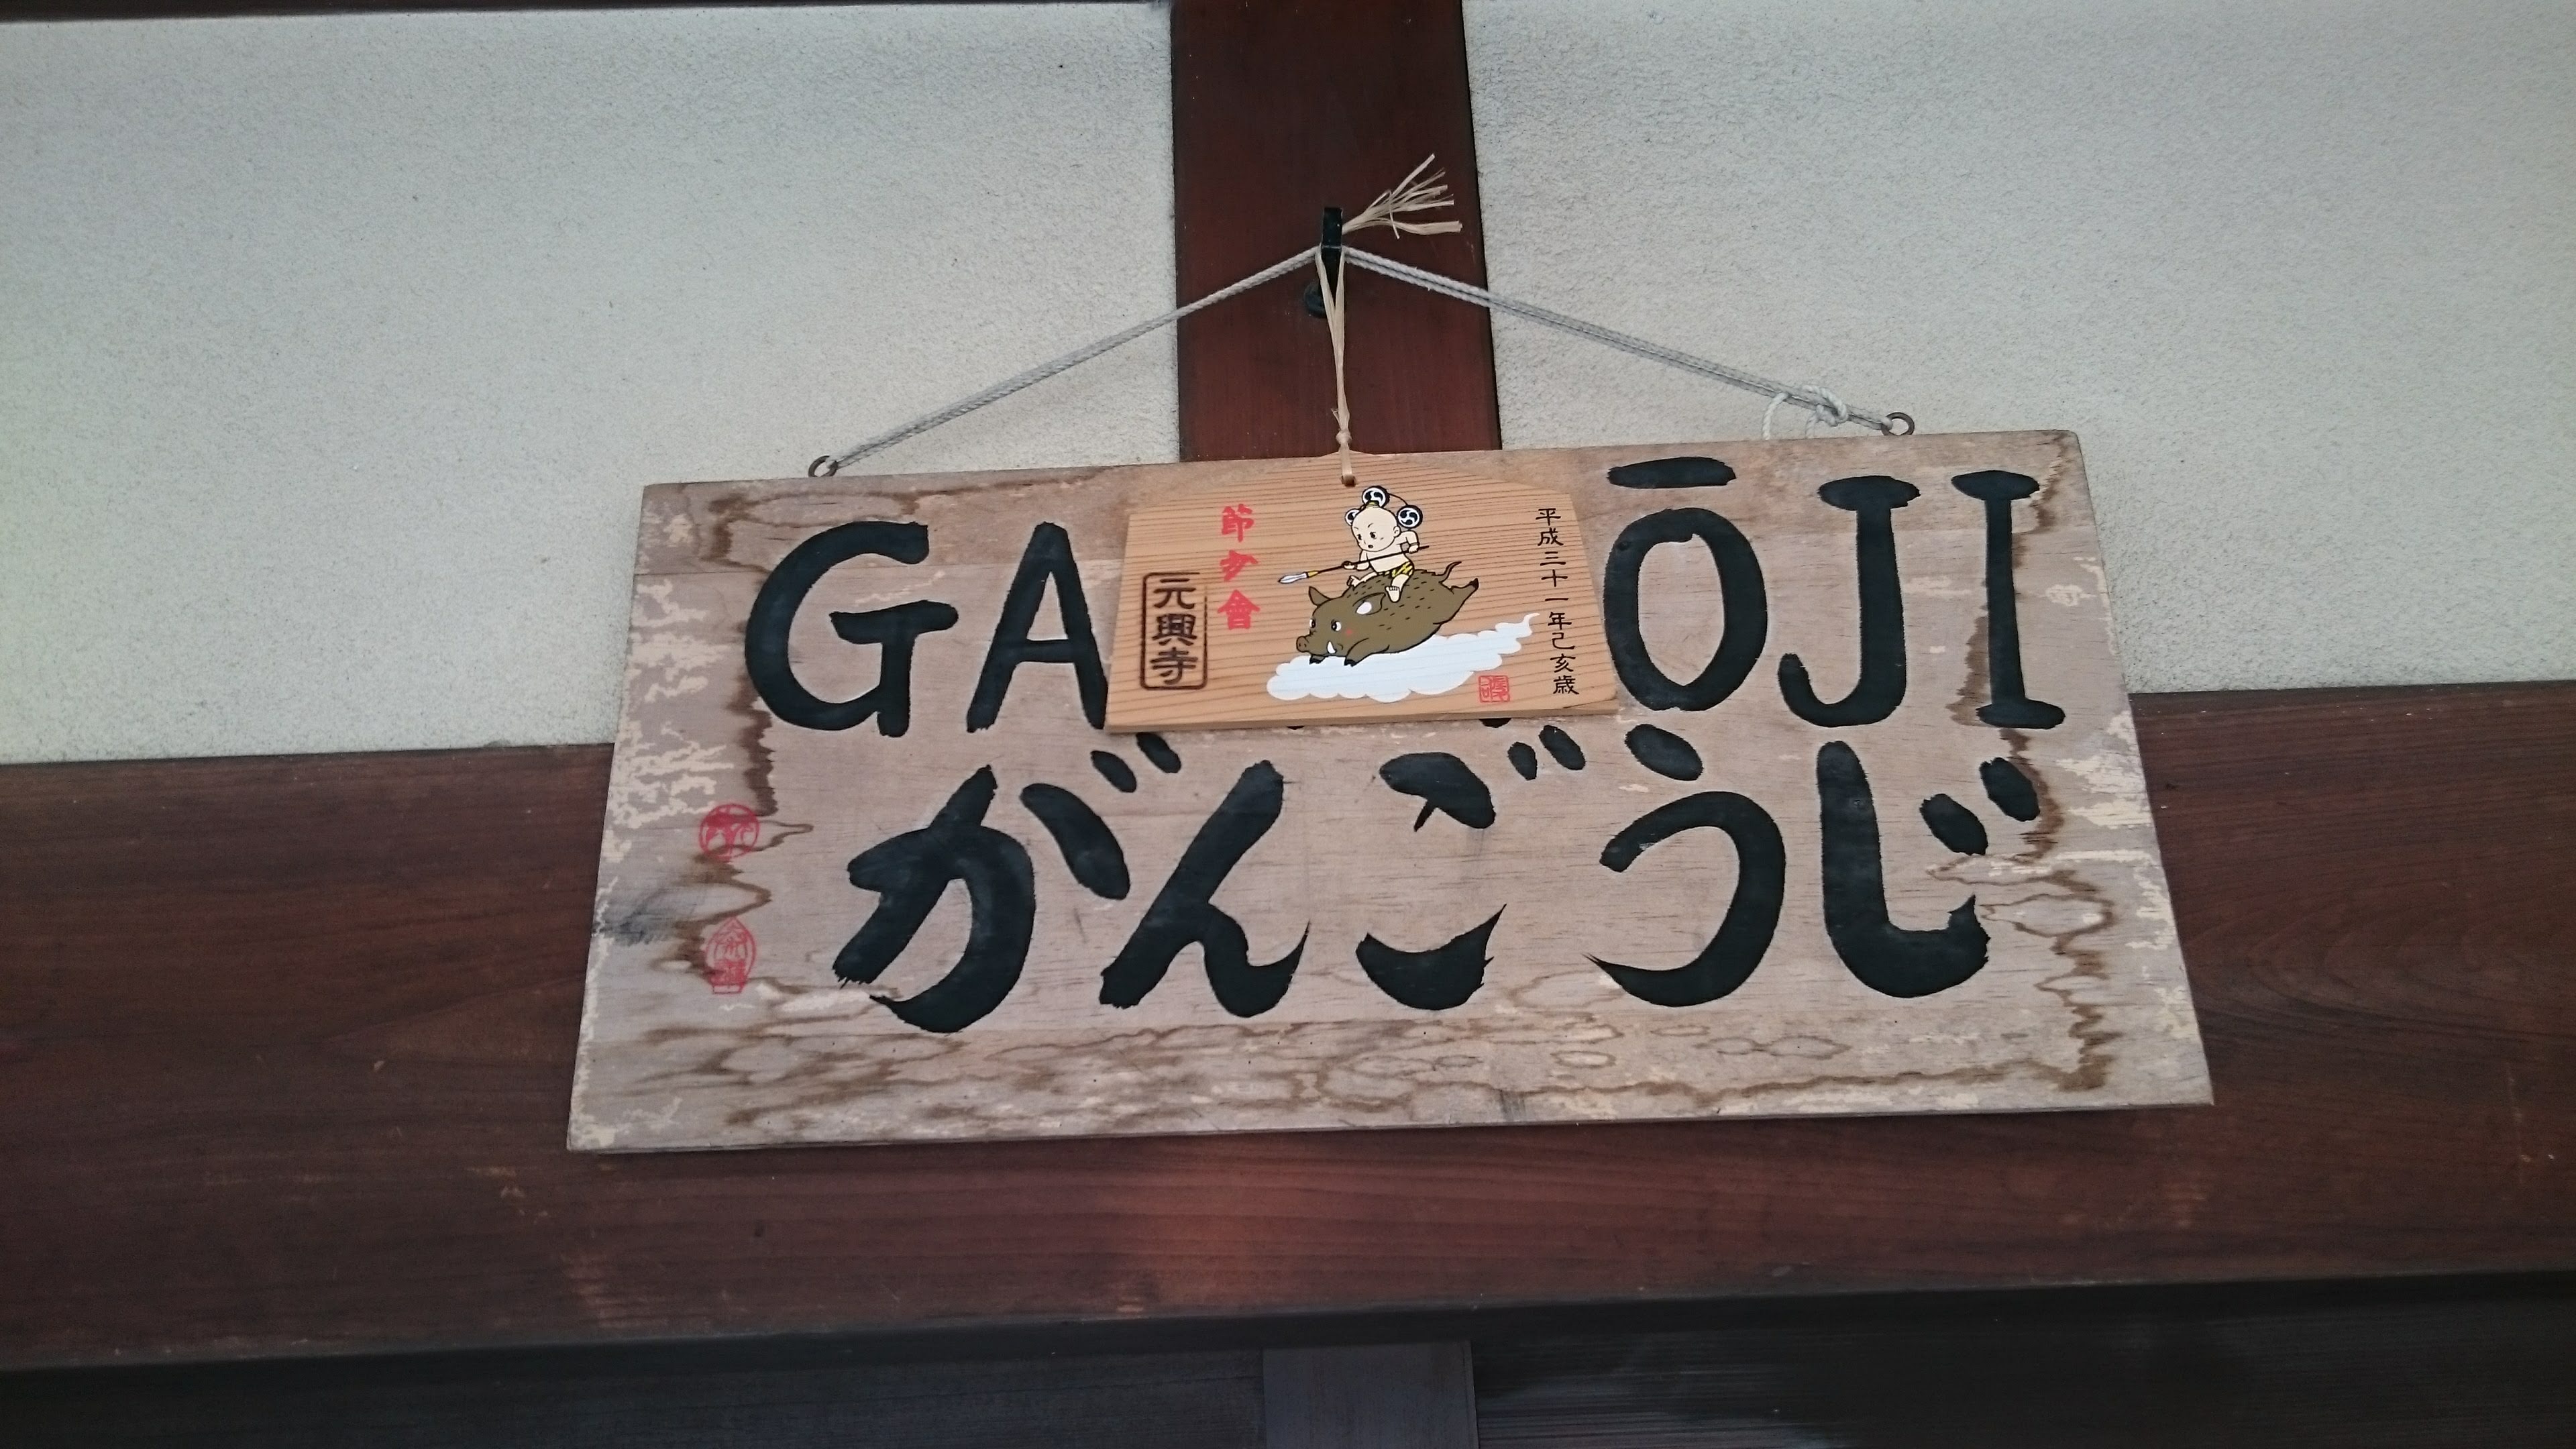 GA ŌJI
がんごうじ
平成三十一年己亥歳
節分會
元興寺